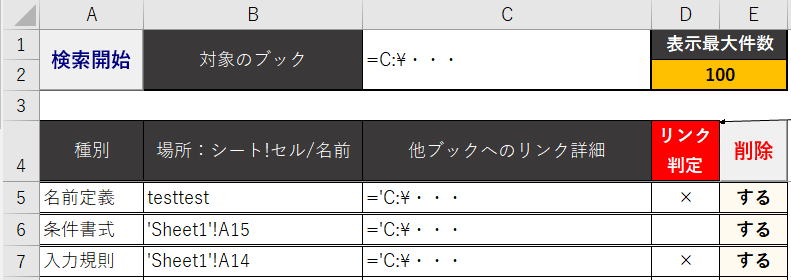 A B C D E
1 検索開始 対象のブック =C:¥・・・ 表示最大件数
2 100
3
4 種別 場所：シート!セル/名前 他ブックへのリンク詳細 リンク判定 削除
5 名前定義 testtest ='C:¥・・・ × する
6 条件書式 'Sheet1'!A15 ='C:¥・・・ する
7 入力規則 'Sheet1'!A14 ='C:¥・・・ × する